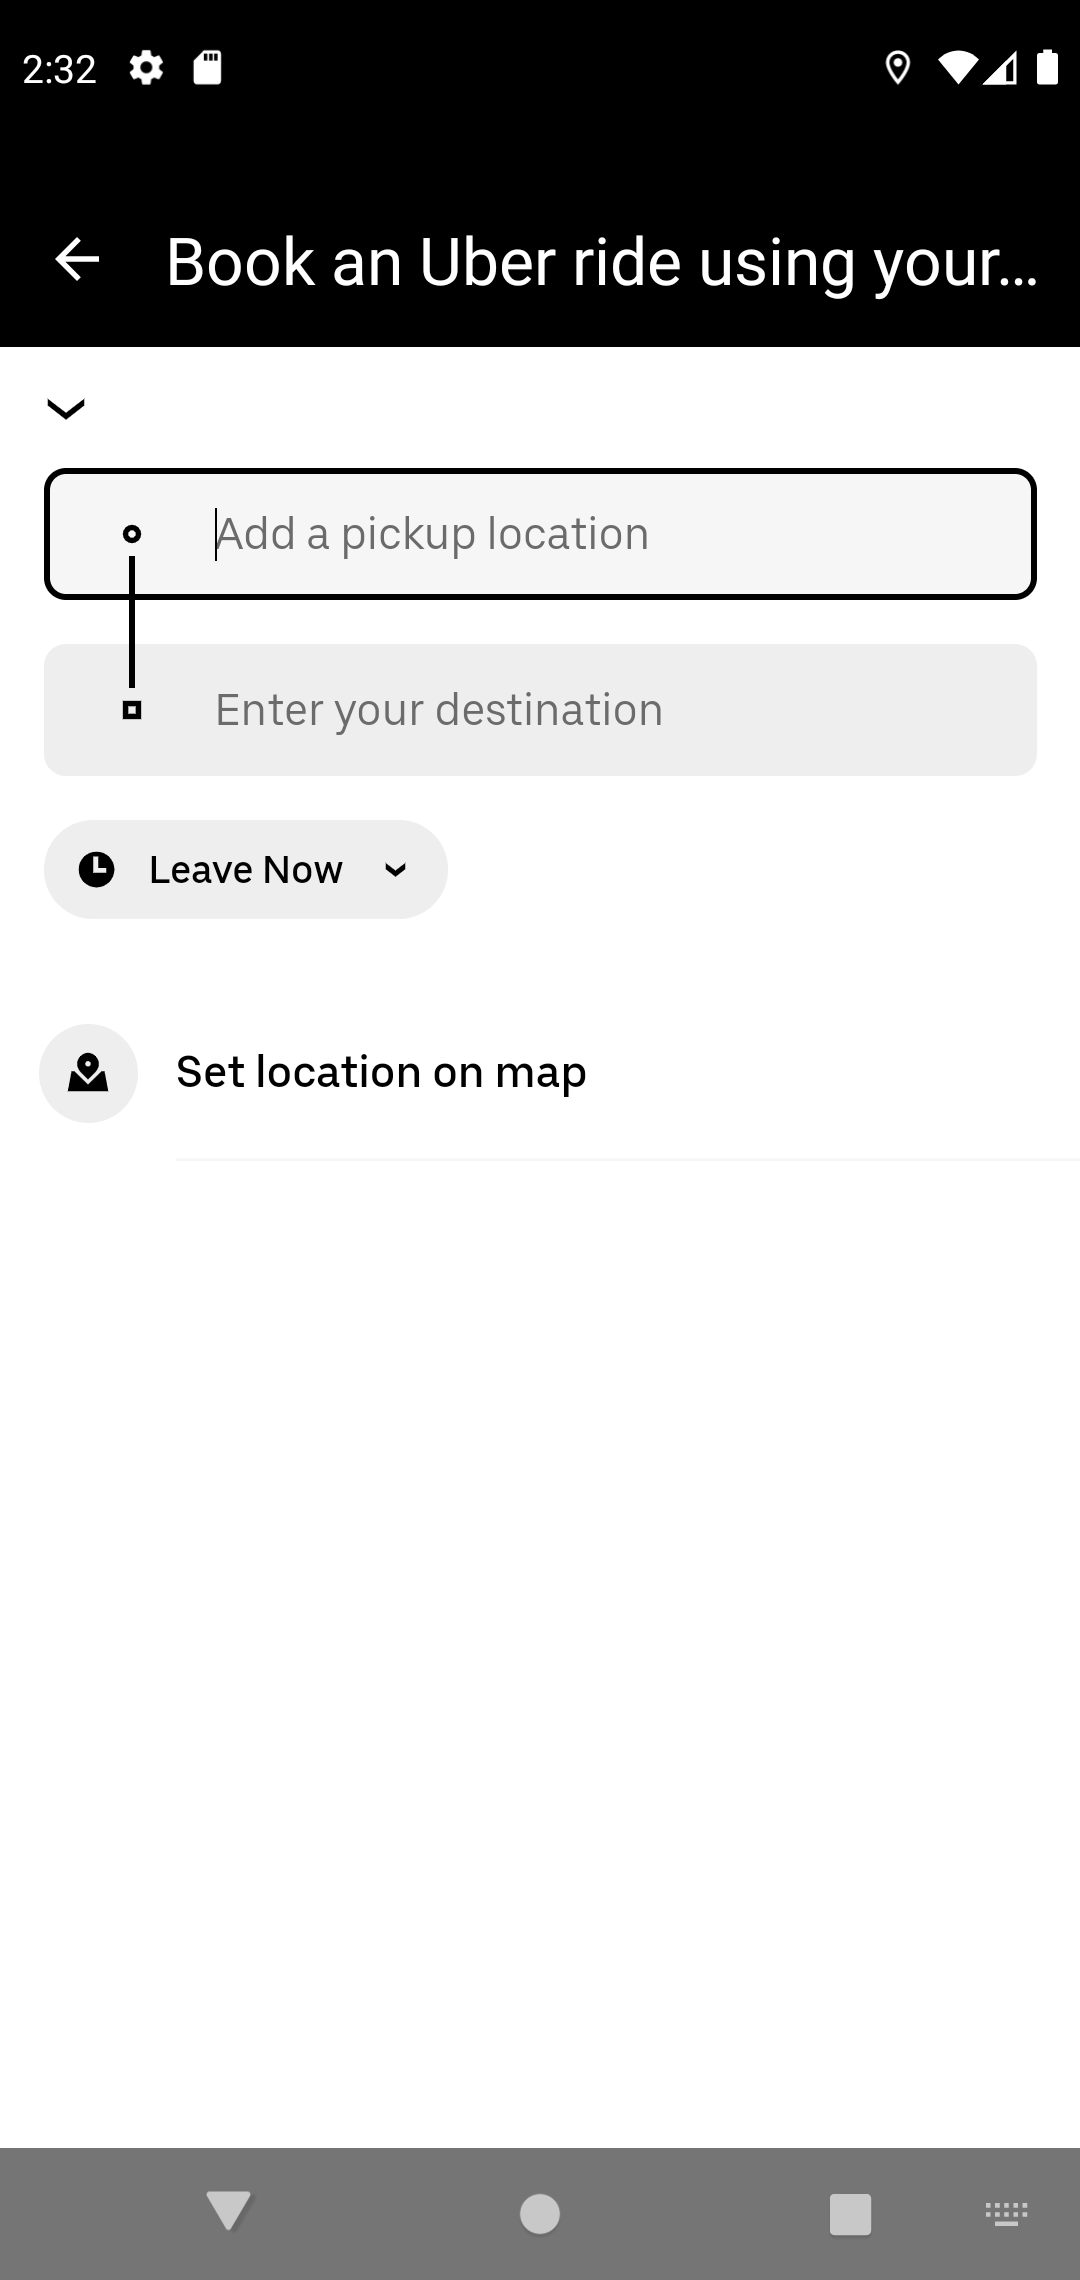 2:32
Book an Uber ride using your...
Add a pickup location
Enter your destination
Leave Now
Set location on map